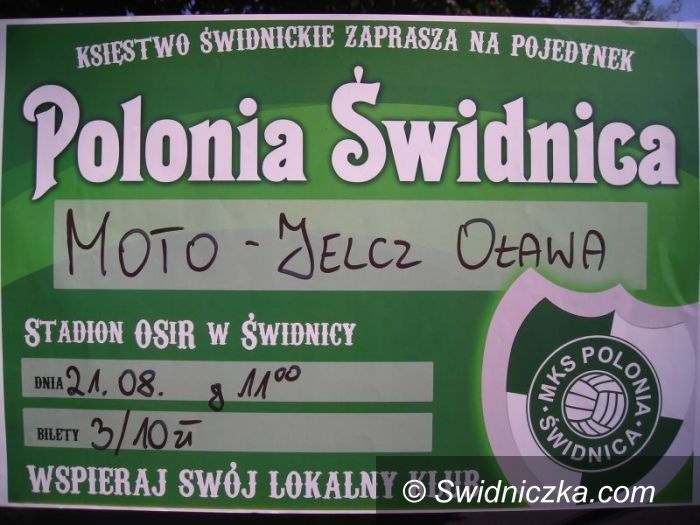 KSIĘSTWO ŚWIDNICKIE ZAPRASZA NA POJEDYNEK
Polonia Świdnica
MOTO - JELCZ OŁAWA
STADION OSIR W ŚWIDNICY
DNIA 21.08. g 11⁰⁰
BILETY 3/10 zł
MKS POLONIA
ŚWIDNICA
WSPIERAJ SWÓJ LOKALNY KLUB
© Swidniczka.com